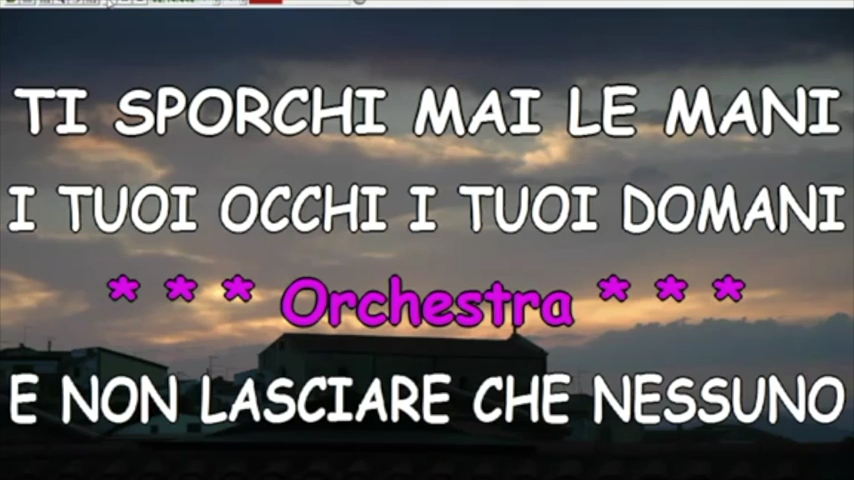 TI SPORCHI MAI LE MANI
I TUOI OCCHI I TUOI DOMANI
* * * Orchestra * * *
E NON LASCIARE CHE NESSUNO